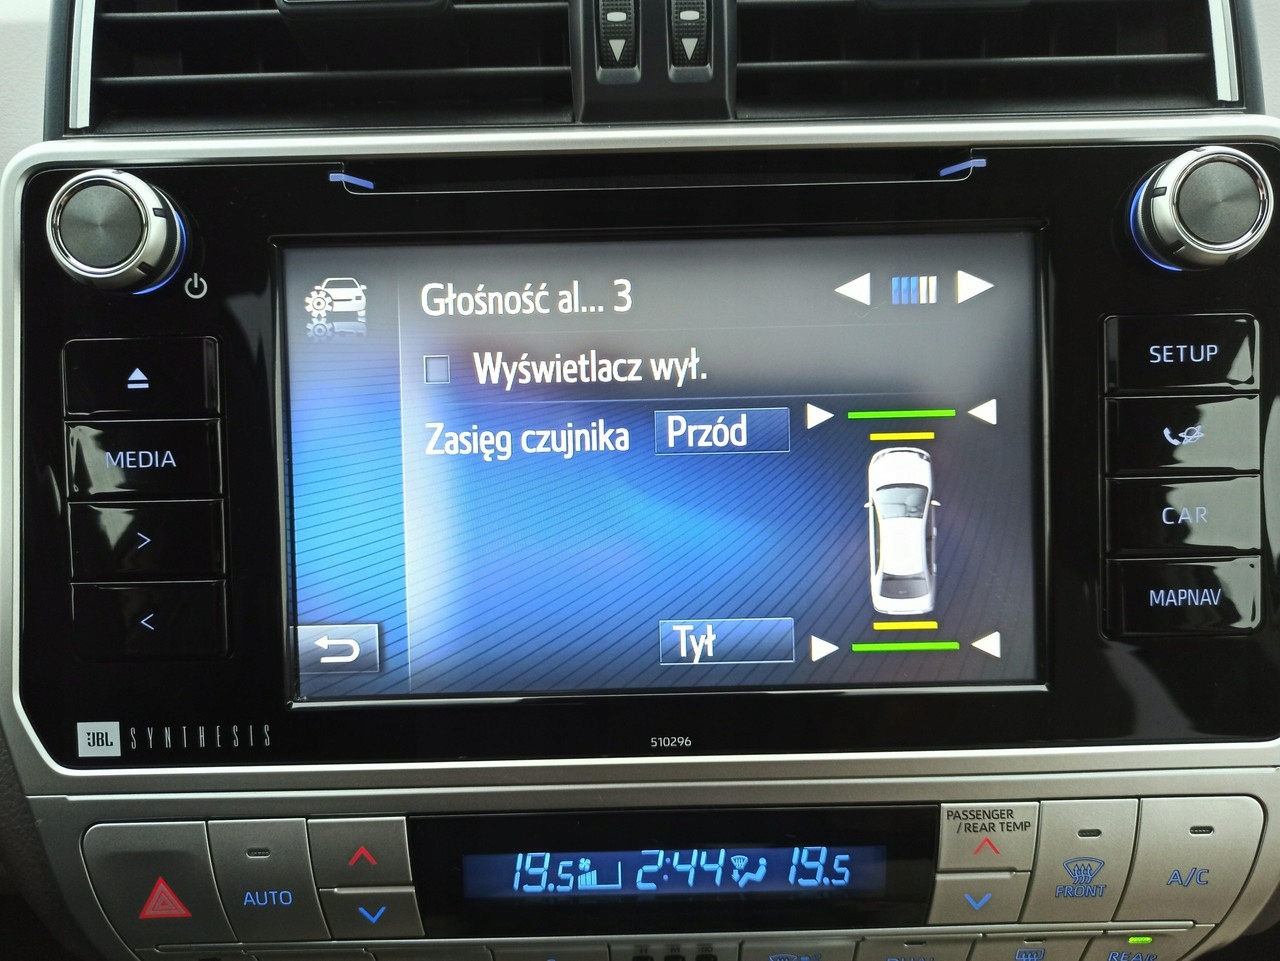 Głośność al... 3
Wyświetlacz wył.
Zasięg czujnika Przód
Tył
MEDIA
>
<
SETUP
CAR
MAPNAV
JBL SYNTHESIS
510296
PASSENGER
/REAR TEMP
AUTO
19.5 2:44 19.5
FRONT
A/C
REAR